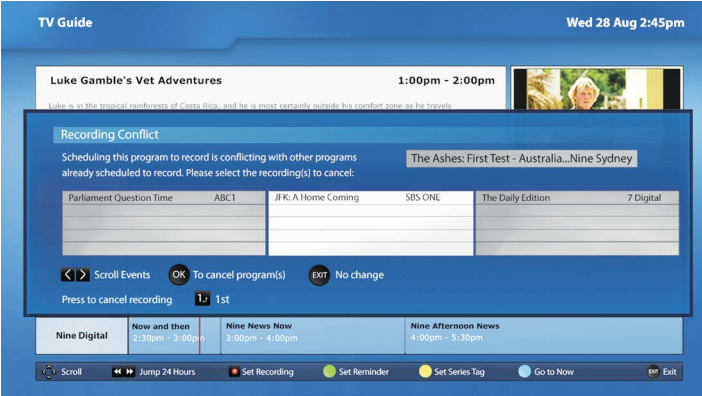 TV Guide
Wed 28 Aug 2:45pm
Luke Gamble's Vet Adventures
1:00pm - 2:00pm
Luke is in the tropical rainforests of Costa Rica, and he is most certainly outside his comfort zone as he travels
Recording Conflict
Scheduling this program to record is conflicting with other programs
already scheduled to record. Please select the recording(s) to cancel:
The Ashes: First Test - Australia...Nine Sydney
Parliament Question Time ABC1
JFK: A Home Coming SBS ONE
The Daily Edition 7 Digital
Scroll Events
OK To cancel program(s)
EXIT No change
Press to cancel recording 1 1st
Nine Digital
Now and then
2:30pm - 3:00pm
Nine News Now
3:00pm - 4:00pm
Nine Afternoon News
4:00pm - 5:30pm
Scroll
Jump 24 Hours
Set Recording
Set Reminder
Set Series Tag
Go to Now
EXIT Exit